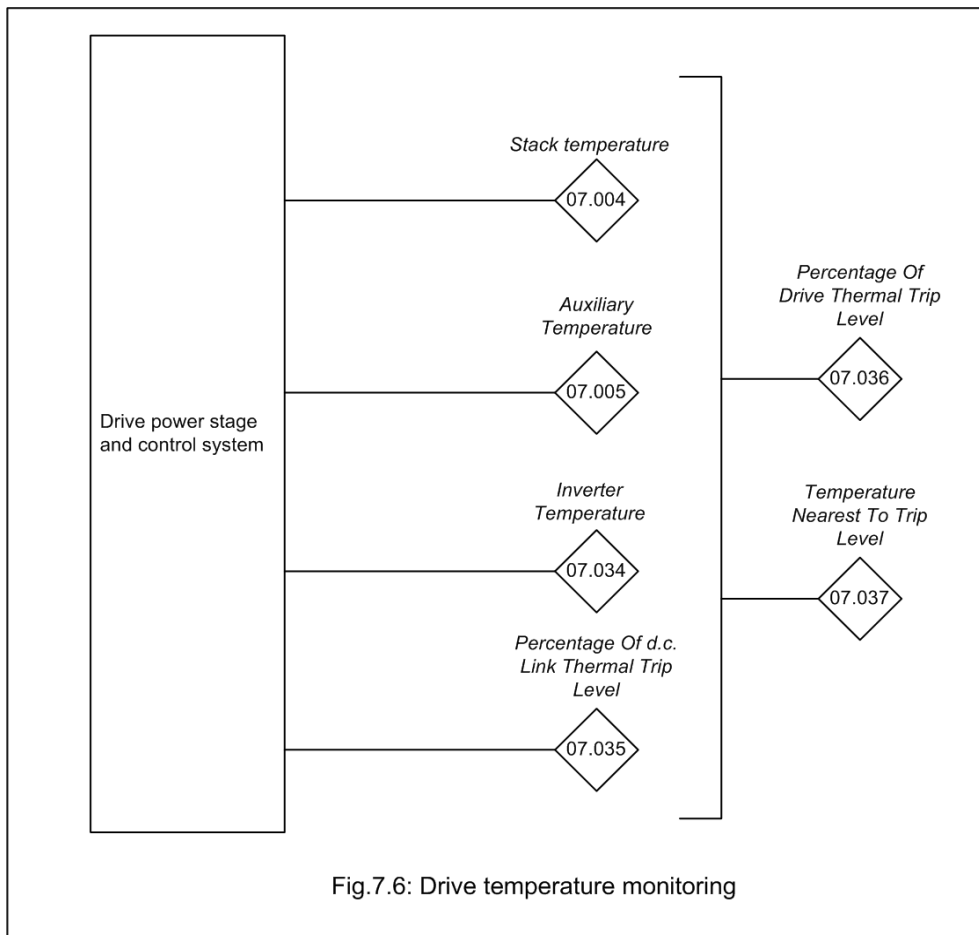 Stack temperature
07.004
Auxiliary
Temperature
07.005
Drive power stage
and control system
Inverter
Temperature
07.034
Percentage Of d.c.
Link Thermal Trip
Level
07.035
Percentage Of
Drive Thermal Trip
Level
07.036
Temperature
Nearest To Trip
Level
07.037
Fig.7.6: Drive temperature monitoring